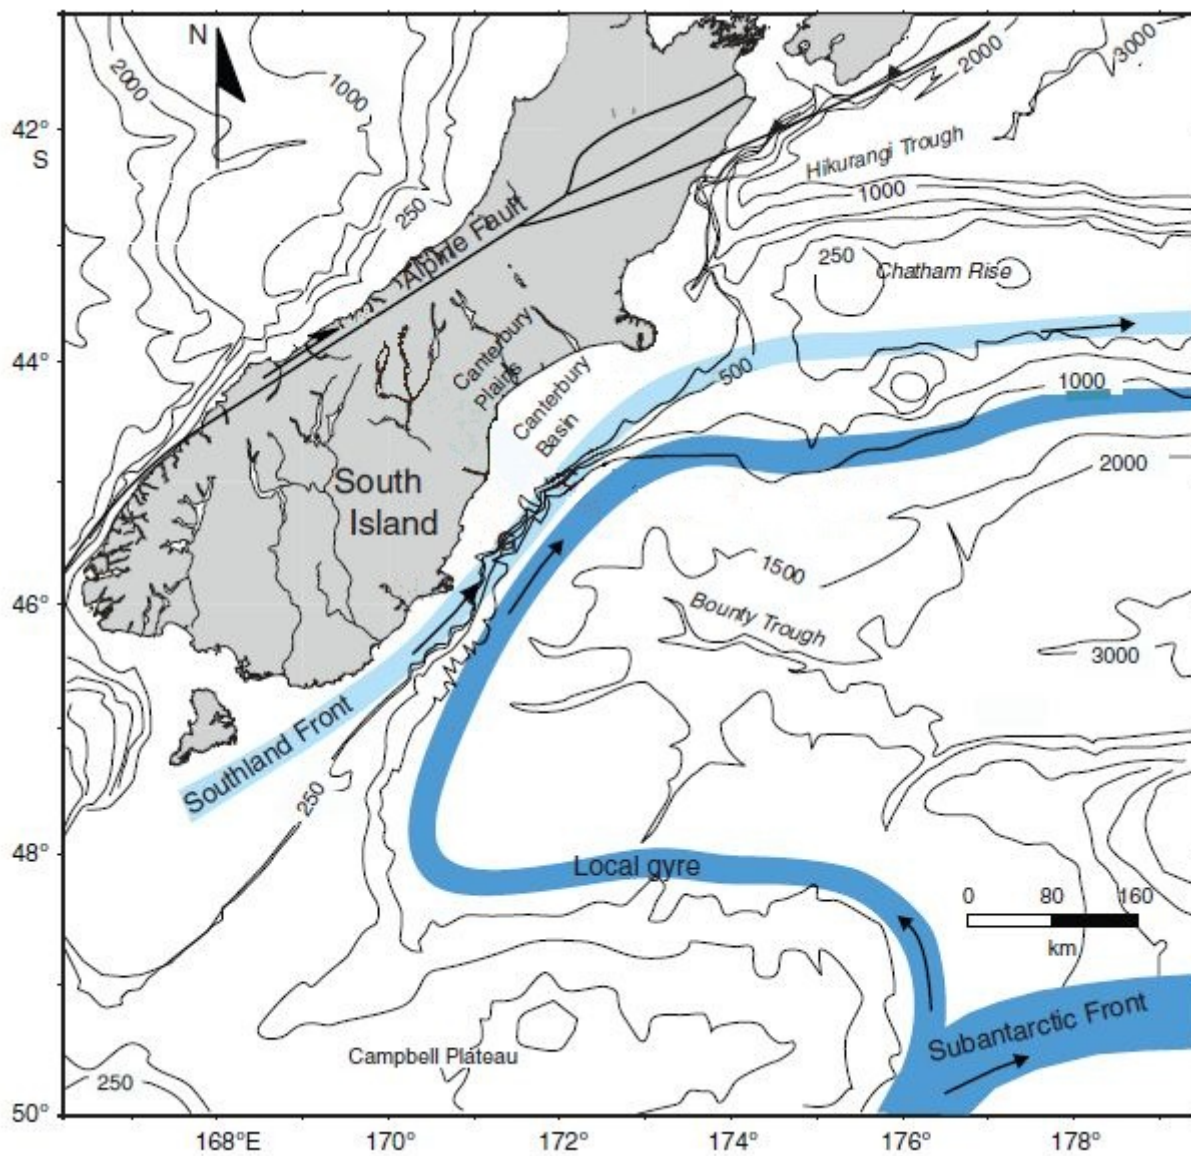 N
2000
1000
2000
3000
42°
S
Hikurangi Trough
1000
250
Alpine Fault
250
Chatham Rise
44°
Canterbury
Plains
Canterbury
Basin
500
1000
2000
South
Island
1500
46°
Bounty Trough
3000
Southland Front
250
48°
Local gyre
0 80 160
km
Subantarctic Front
Campbell Plateau
250
50°
168°E 170° 172° 174° 176° 178°